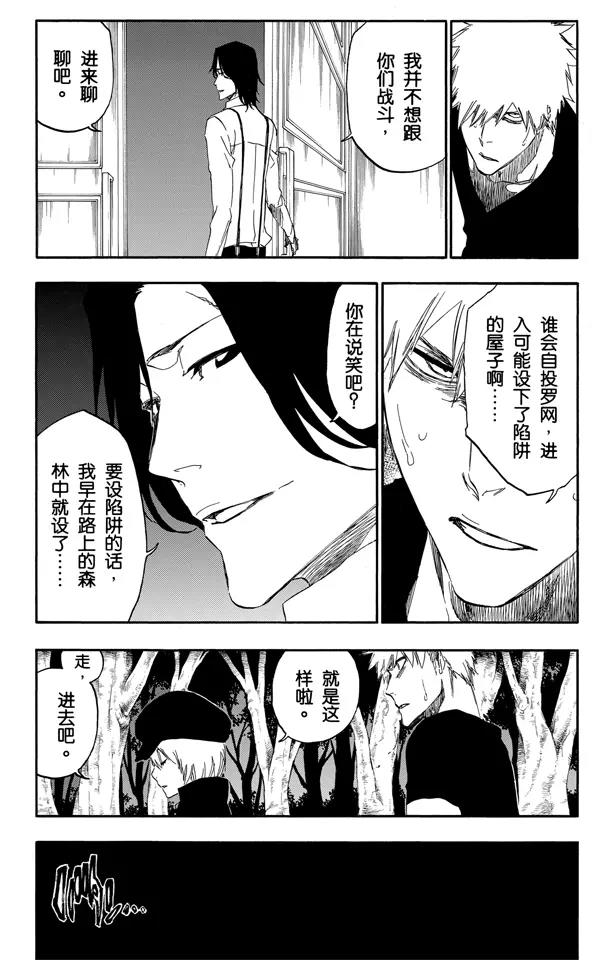 我并不想跟
你们战斗，
进来聊
聊吧。
谁会自投罗网，进
入可能设下了陷阱
的屋子啊……
你在说笑吧？
要设陷阱的话，
我早在路上的森
林中就设了……
就是这
样啦。
走，
进去吧。